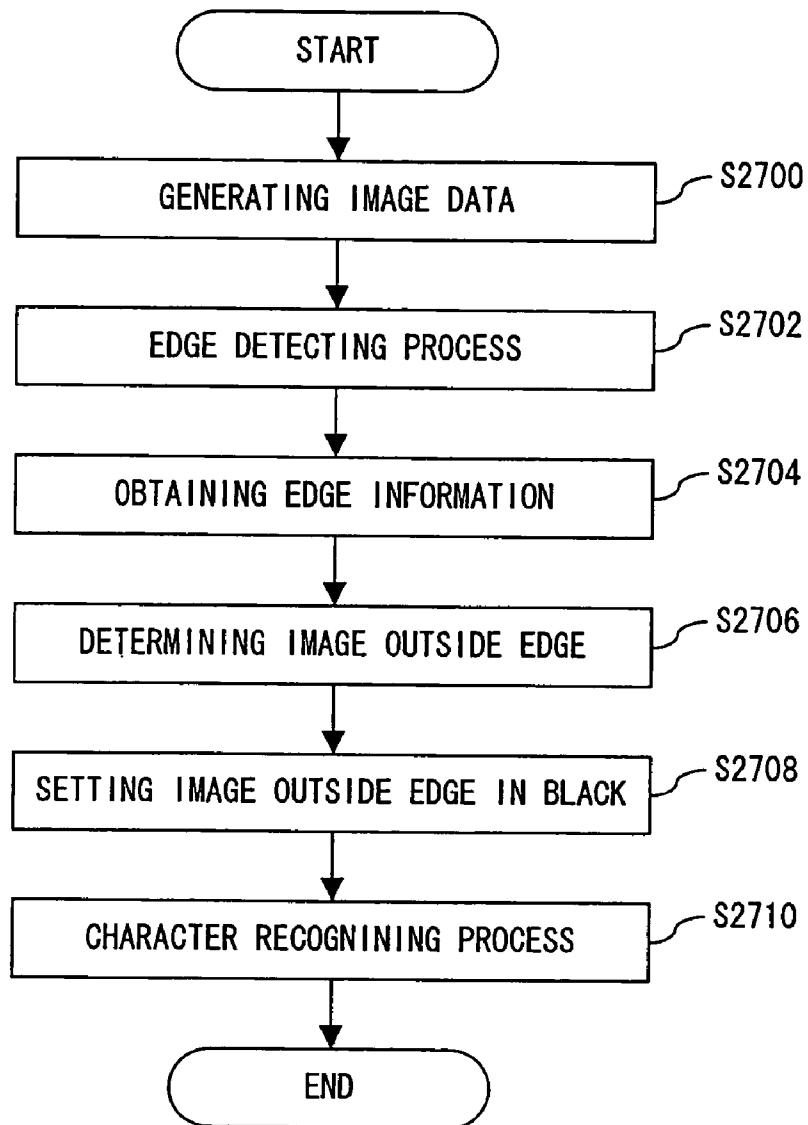 START
GENERATING IMAGE DATA
S2700
EDGE DETECTING PROCESS
S2702
OBTAINING EDGE INFORMATION
S2704
DETERMINING IMAGE OUTSIDE EDGE
S2706
SETTING IMAGE OUTSIDE EDGE IN BLACK
S2708
CHARACTER RECOGNINING PROCESS
S2710
END